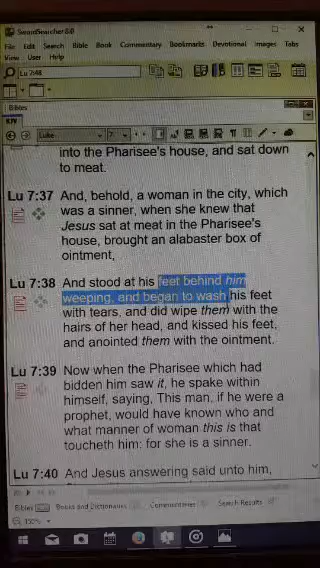 SwordSearcher 8.0
File Edit Search Bible Book Commentary Bookmarks Devotional Images Tabs
View User Help
Lu 7:48
Bibles
KJV
Luke 7
into the Pharisee's house, and sat down
to meat.
Lu 7:37 And, behold, a woman in the city, which
was a sinner, when she knew that
Jesus sat at meat in the Pharisee's
house, brought an alabaster box of
ointment,
Lu 7:38 And stood at his feet behind him
weeping, and began to wash his feet
with tears, and did wipe them with the
hairs of her head, and kissed his feet,
and anointed them with the ointment.
Lu 7:39 Now when the Pharisee which had
bidden him saw it, he spake within
himself, saying, This man, if he were a
prophet, would have known who and
what manner of woman this is that
toucheth him: for she is a sinner.
Lu 7:40 And Jesus answering said unto him,
Bibles Books and Dictionaries Commentaries Search Results
150%